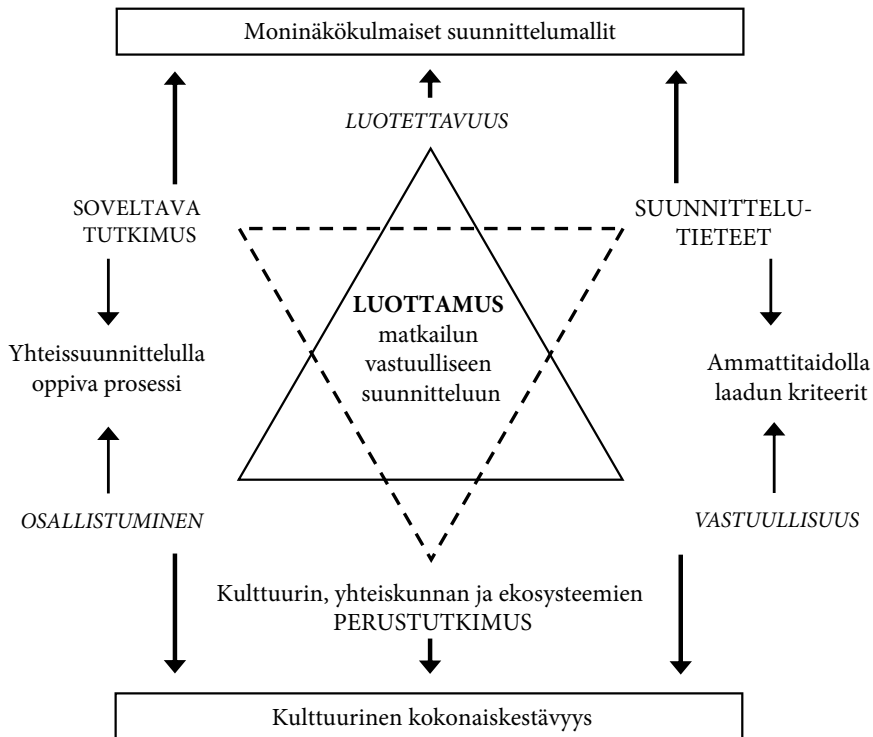 Moninäkökulmaiset suunnittelumallit
LUOTETTAVUUS
SOVELTAVA
TUTKIMUS
SUUNNITTELU-
TIETEET
LUOTTAMUS
matkailun
vastuulliseen
suunnitteluun
Yhteissuunnittelulla
oppiva prosessi
Ammattitaidolla
laadun kriteerit
OSALLISTUMINEN
VASTUULLISUUS
Kulttuurin, yhteiskunnan ja ekosysteemien
PERUSTUTKIMUS
Kulttuurinen kokonaiskestävyys